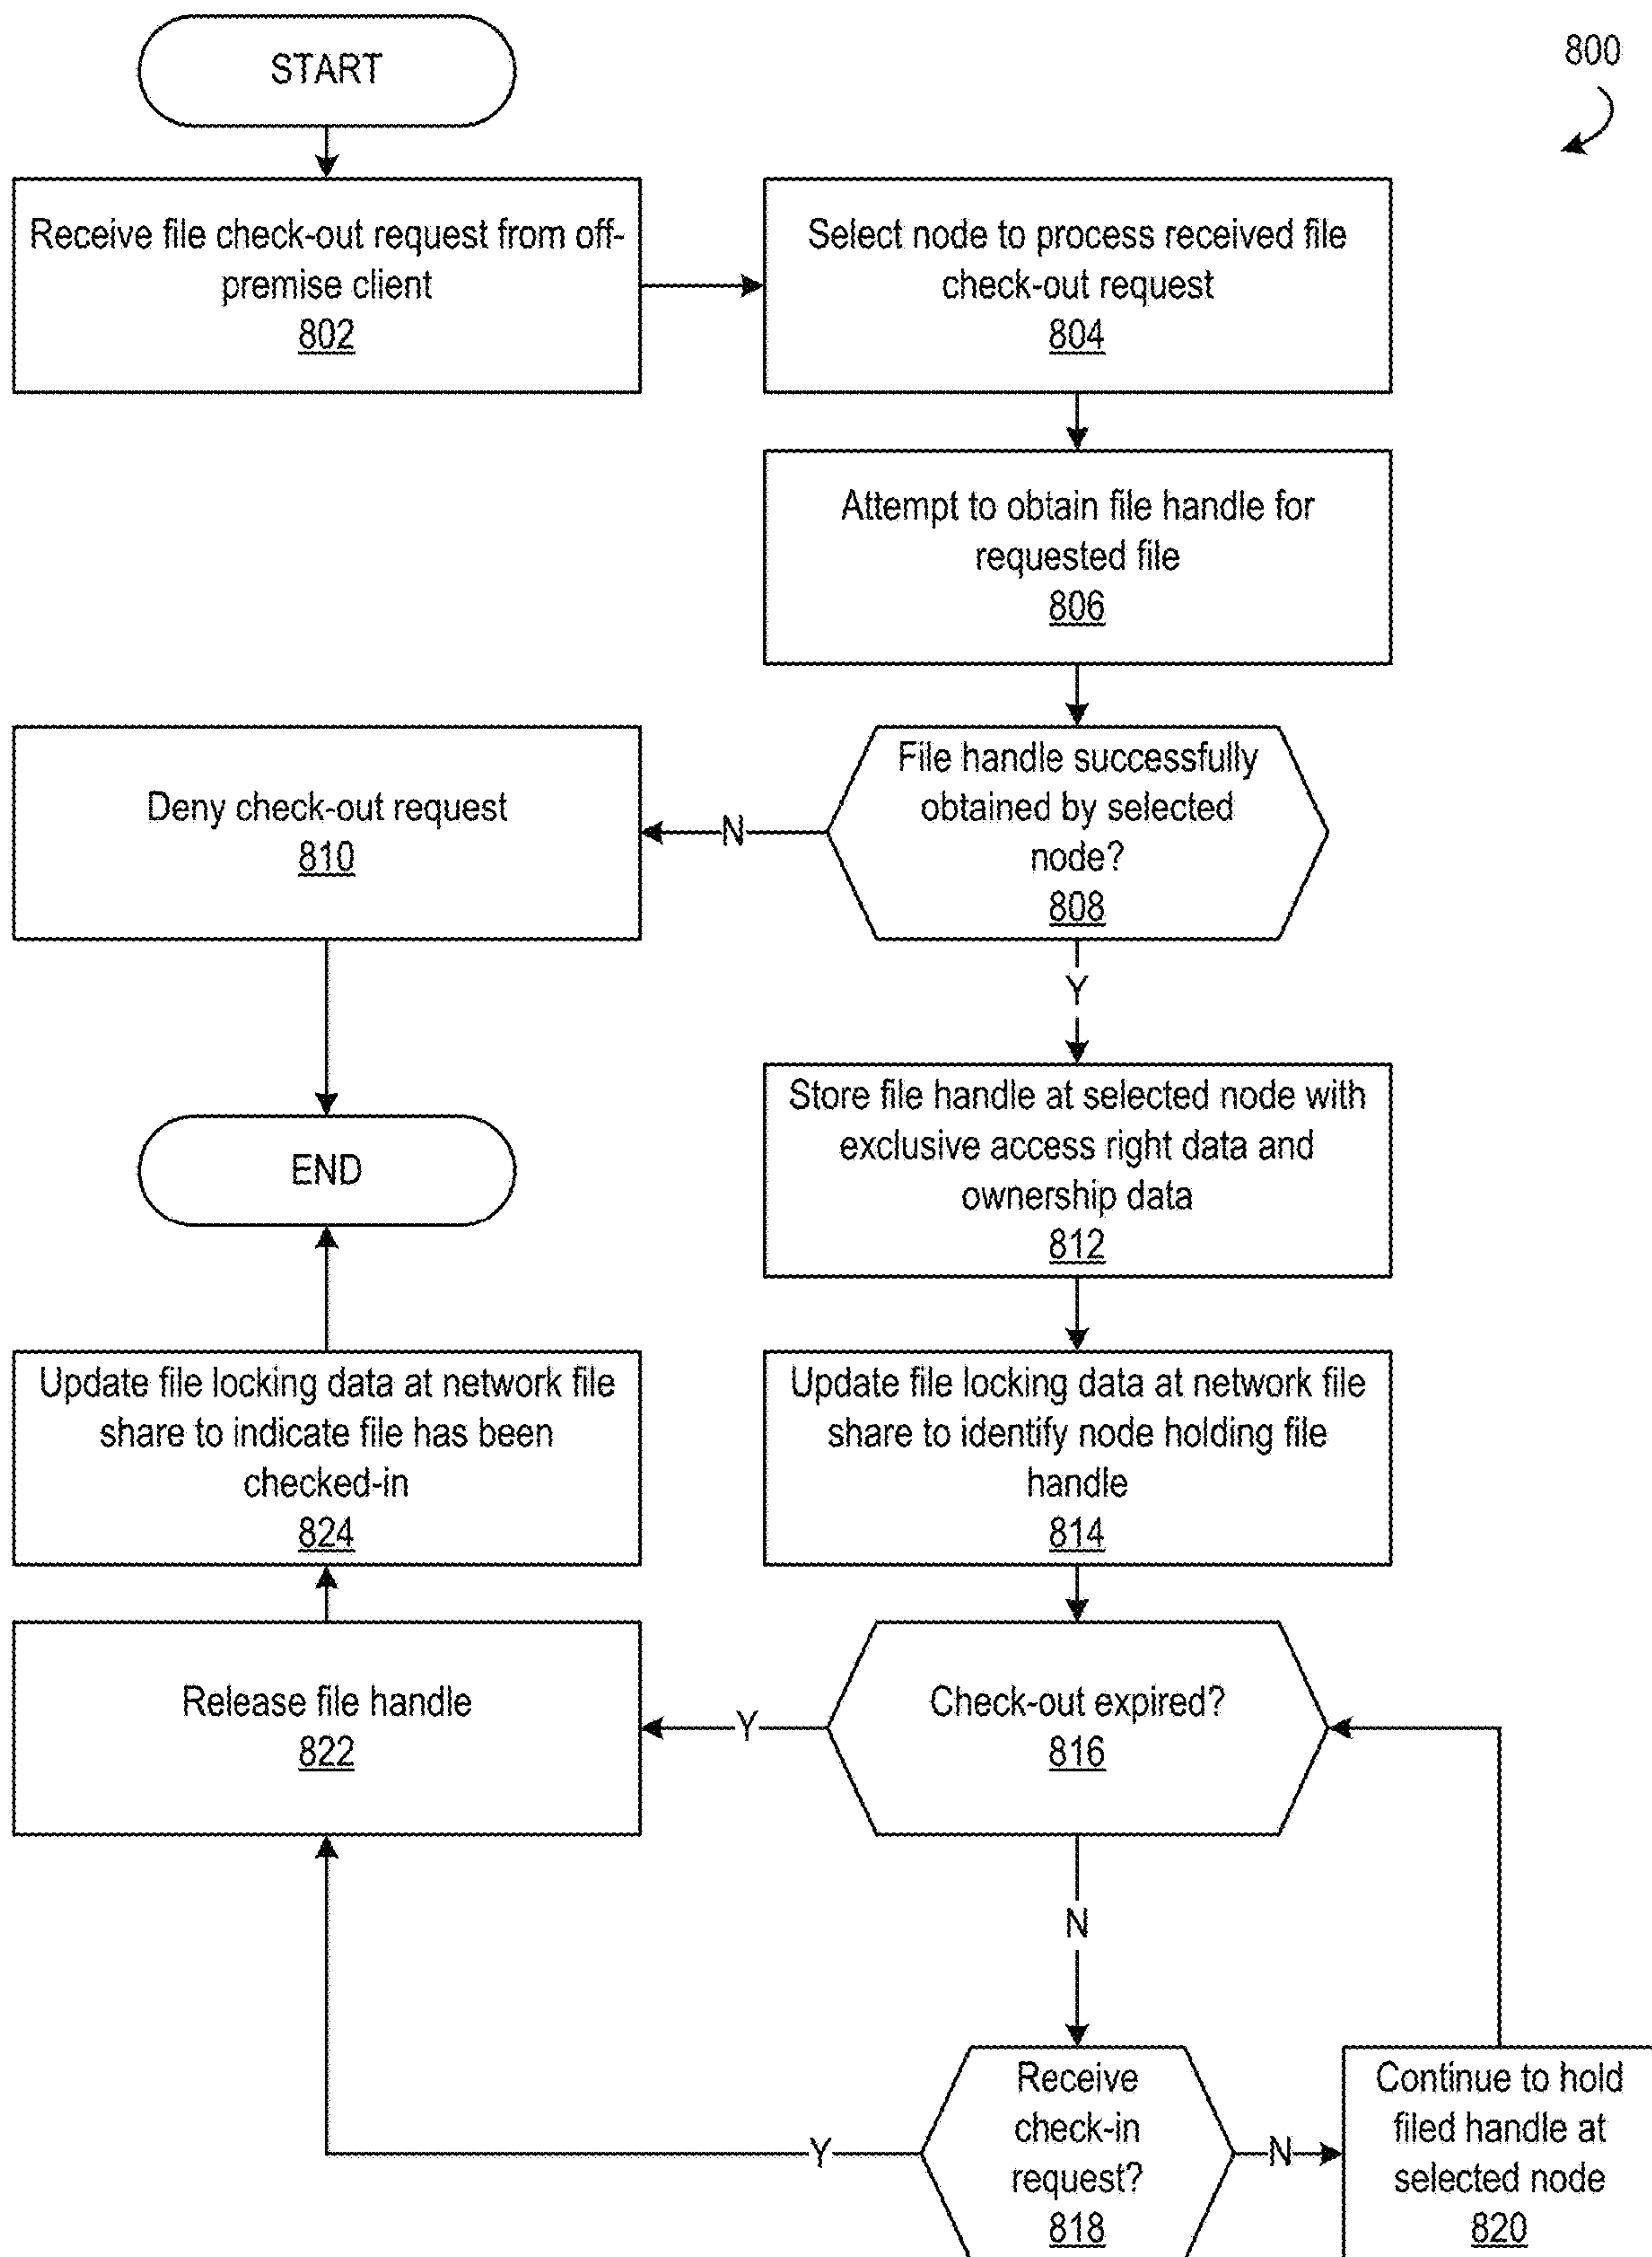 START
800
Receive file check-out request from off-
premise client
802
Select node to process received file
check-out request
804
Attempt to obtain file handle for
requested file
806
File handle successfully
obtained by selected
node?
808
N
Deny check-out request
810
Y
END
Store file handle at selected node with
exclusive access right data and
ownership data
812
Update file locking data at network file
share to indicate file has been
checked-in
824
Update file locking data at network file
share to identify node holding file
handle
814
Release file handle
822
Y
Check-out expired?
816
N
Y
Receive
check-in
request?
818
N
Continue to hold
filed handle at
selected node
820